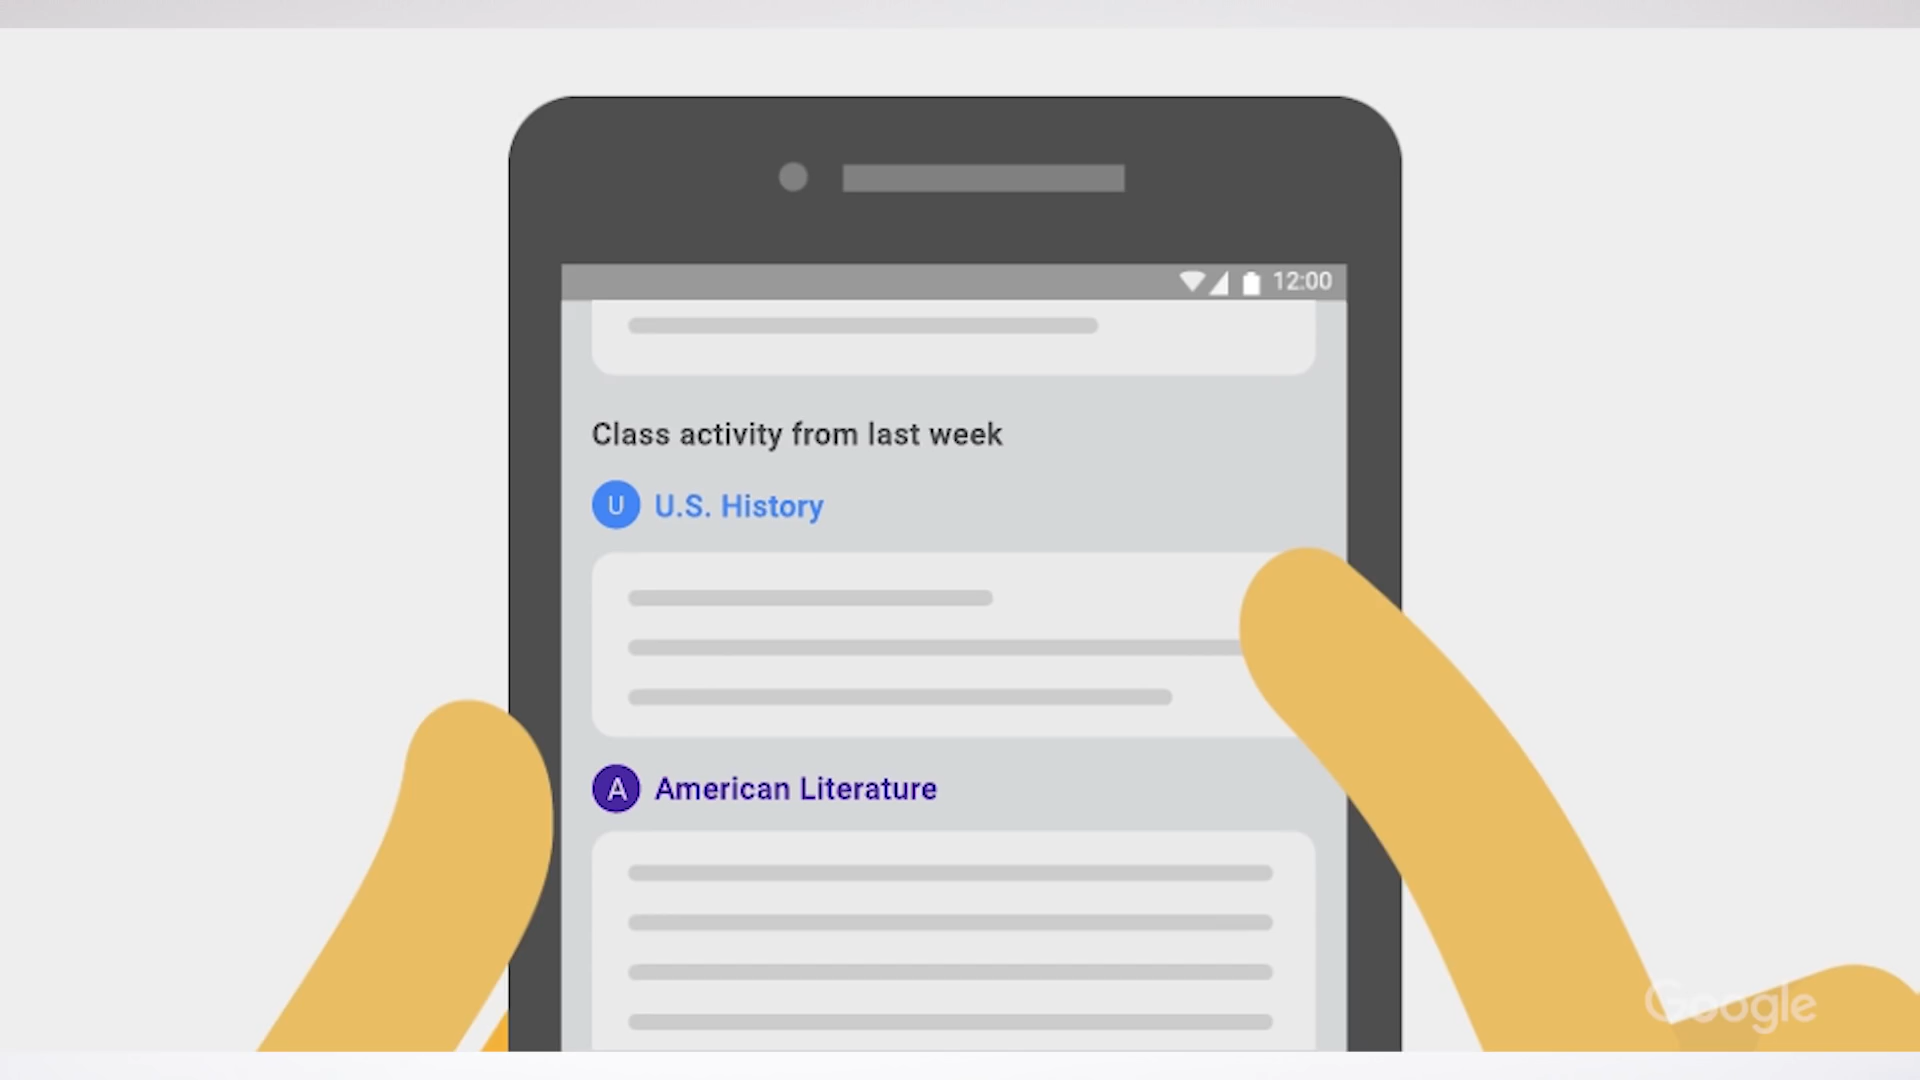 12:00
Class activity from last week
U U.S. History
A American Literature
Google